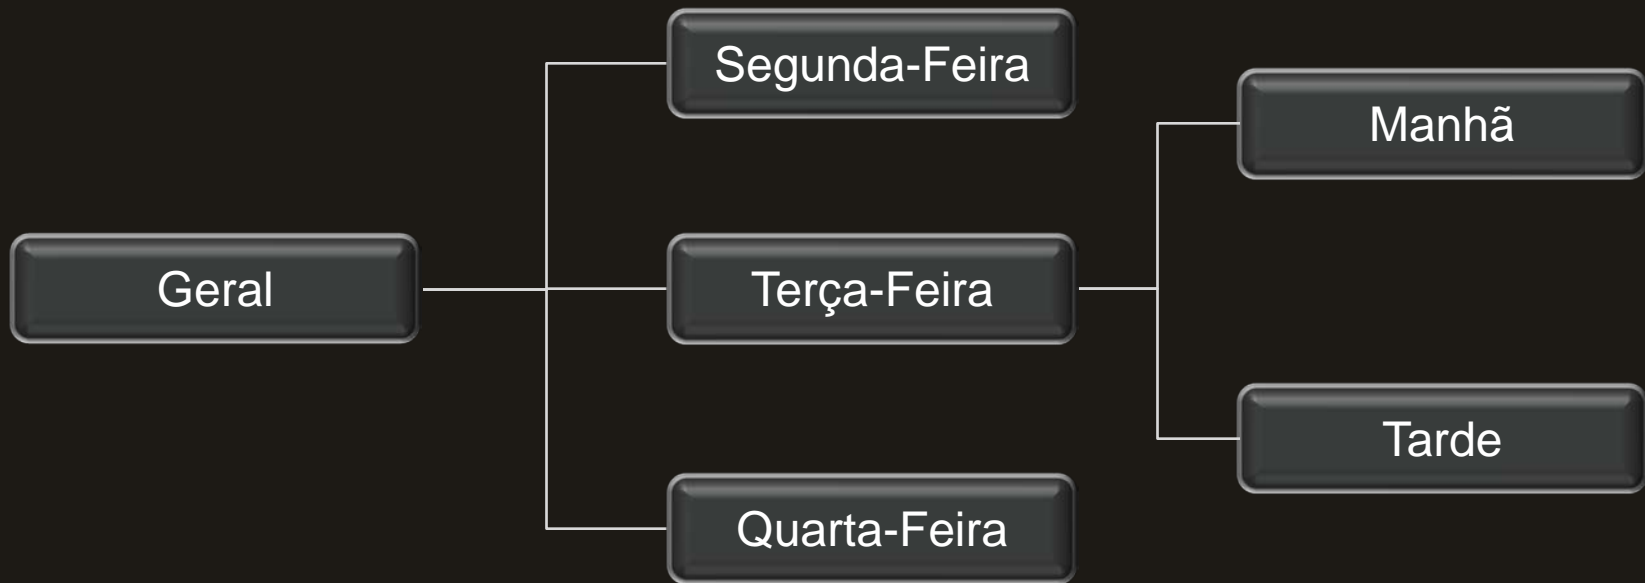 Segunda-Feira
Manhã
Geral
Terça-Feira
Tarde
Quarta-Feira